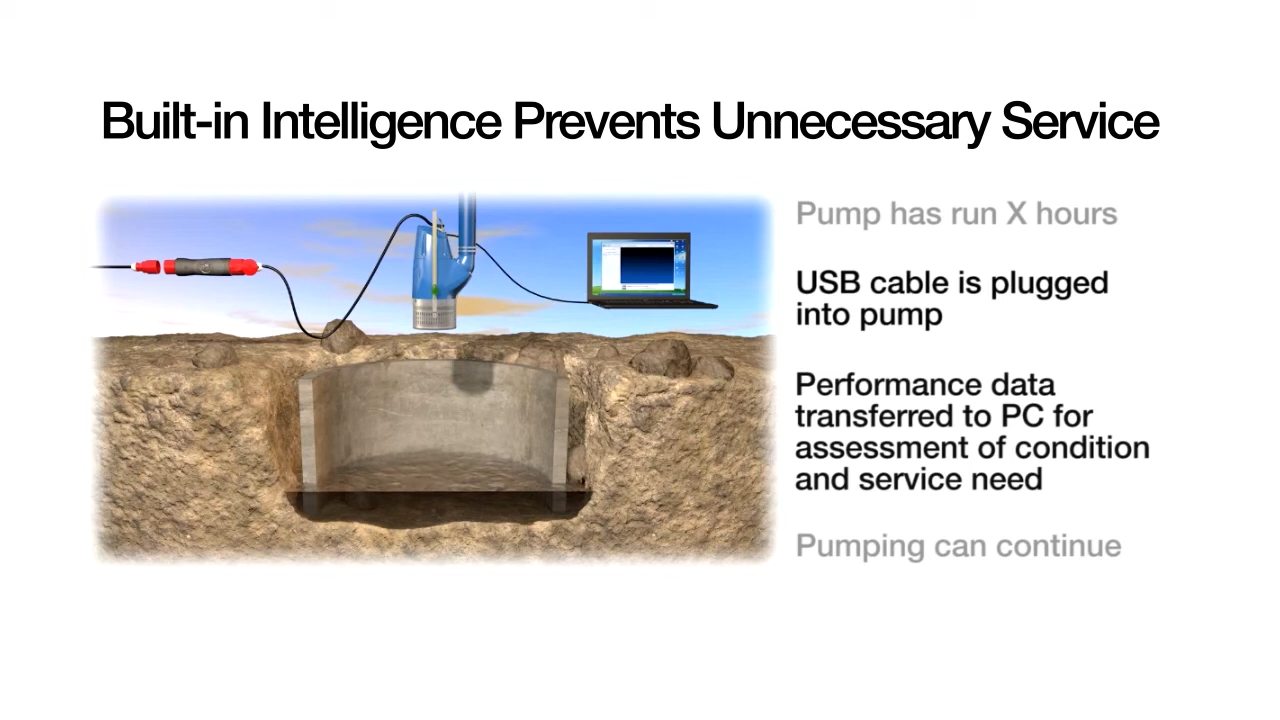 Built-in Intelligence Prevents Unnecessary Service
Pump has run X hours
USB cable is plugged
into pump
Performance data
transferred to PC for
assessment of condition
and service need
Pumping can continue